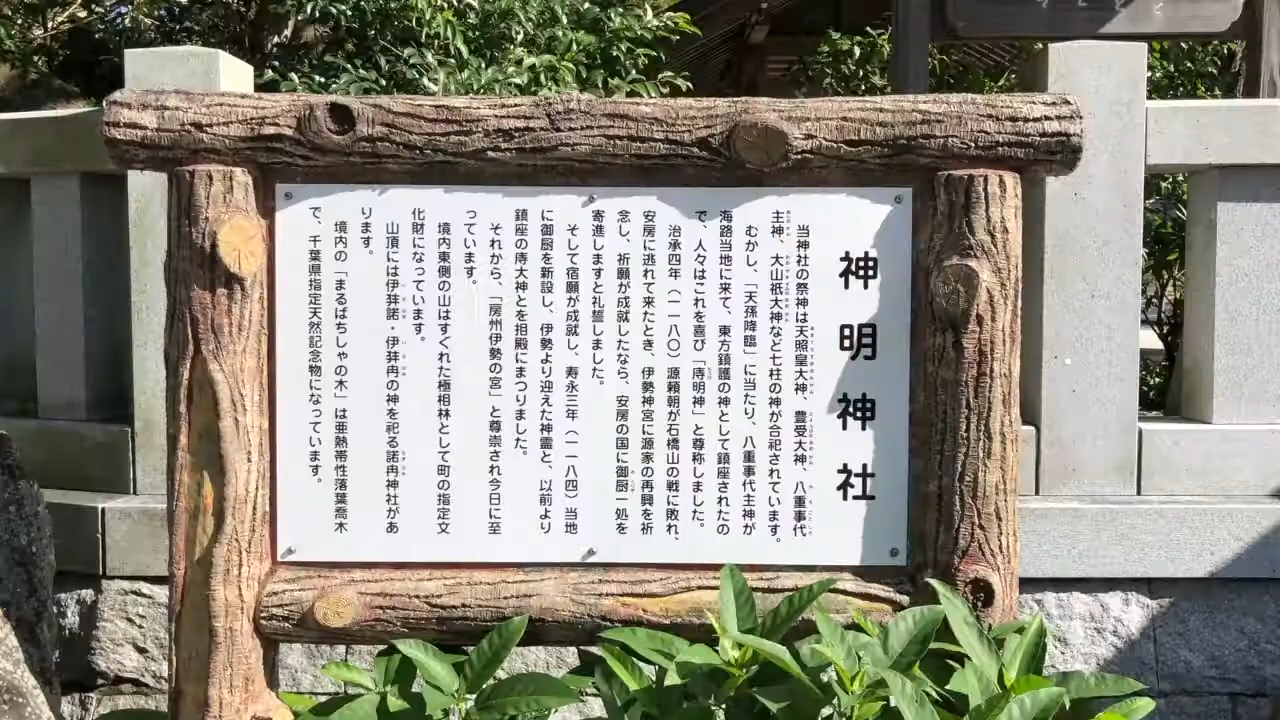 神明神社
当神社の祭神は天照皇大神、豊受大神、八重事代
主神、大山祇大神など七柱の神が合祀されています。
むかし、「天孫降臨」に当たり、八重事代主神が
海路当地に来て、東方鎮護の神として鎮座されたの
で、人々はこれを喜び「庤明神」と尊称しました。
治承四年（一一八〇）源頼朝が石橋山の戦に敗れ、
安房に逃れて来たとき、伊勢神宮に源家の再興を祈
念し、祈願が成就したなら、安房の国に御厨一処を
寄進しますと礼誓しました。
そして宿願が成就し、寿永三年（一一八四）当地
に御厨を新設し、伊勢より迎えた神霊と、以前より
鎮座の庤大神とを担殿にまつりました。
それから、「房州伊勢の宮」と尊崇され今日に至
っています。
境内東側の山はすぐれた極相林として町の指定文
化財になっています。
山頂には伊弉諾・伊弉冉の神を祀る諾冉神社があ
ります。
境内の「まるばちしゃの木」は亜熱帯性落葉喬木
で、千葉県指定天然記念物になっています。